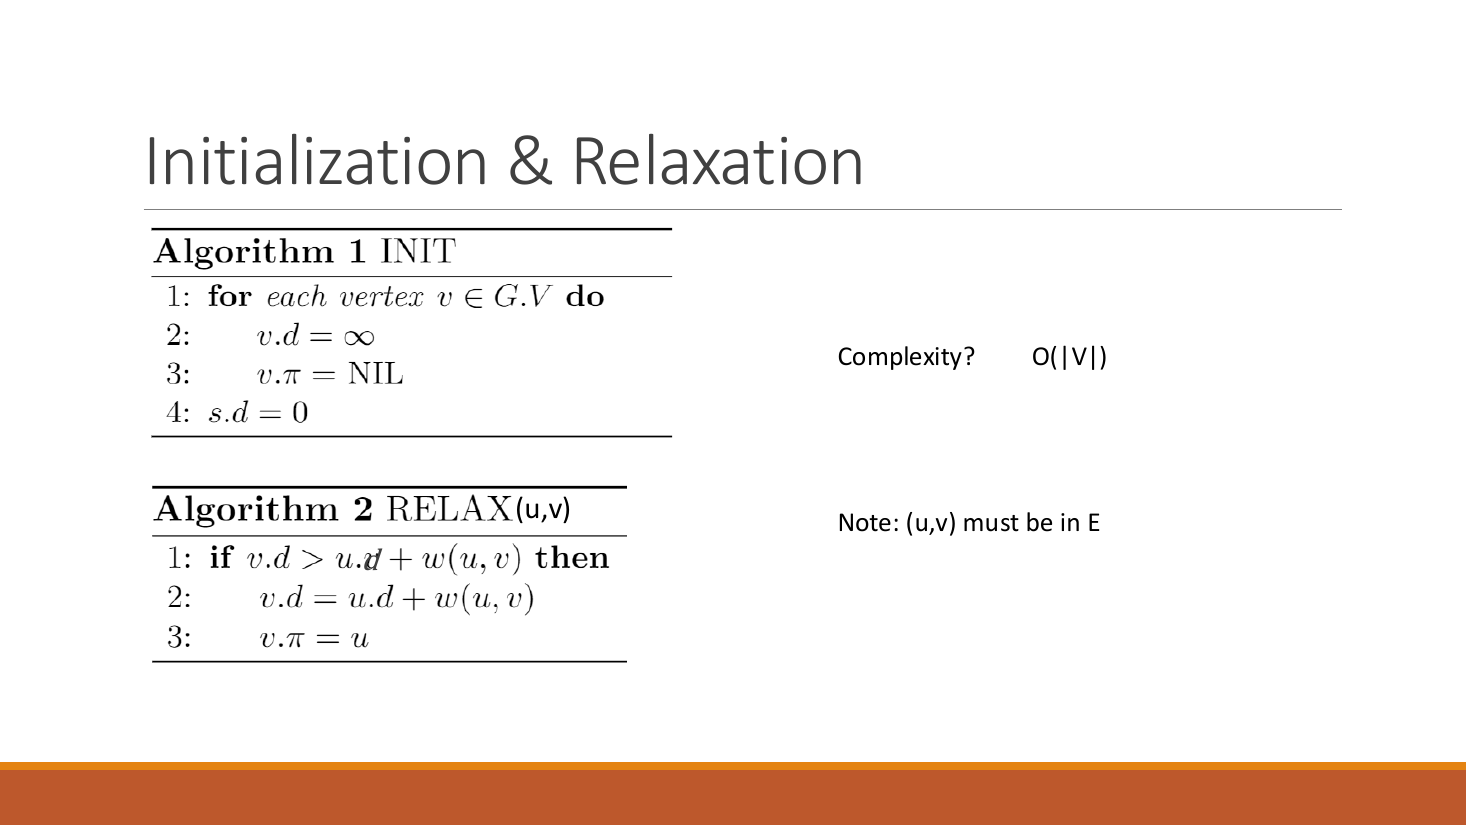 Initialization & Relaxation
Algorithm 1 INIT
1: for each vertex v ∈ G.V do
2: v.d = ∞
3: v.π = NIL
4: s.d = 0
Complexity? O(|V|)
Algorithm 2 RELAX(u,v)
1: if v.d > u.d + w(u, v) then
2: v.d = u.d + w(u, v)
3: v.π = u
Note: (u,v) must be in E